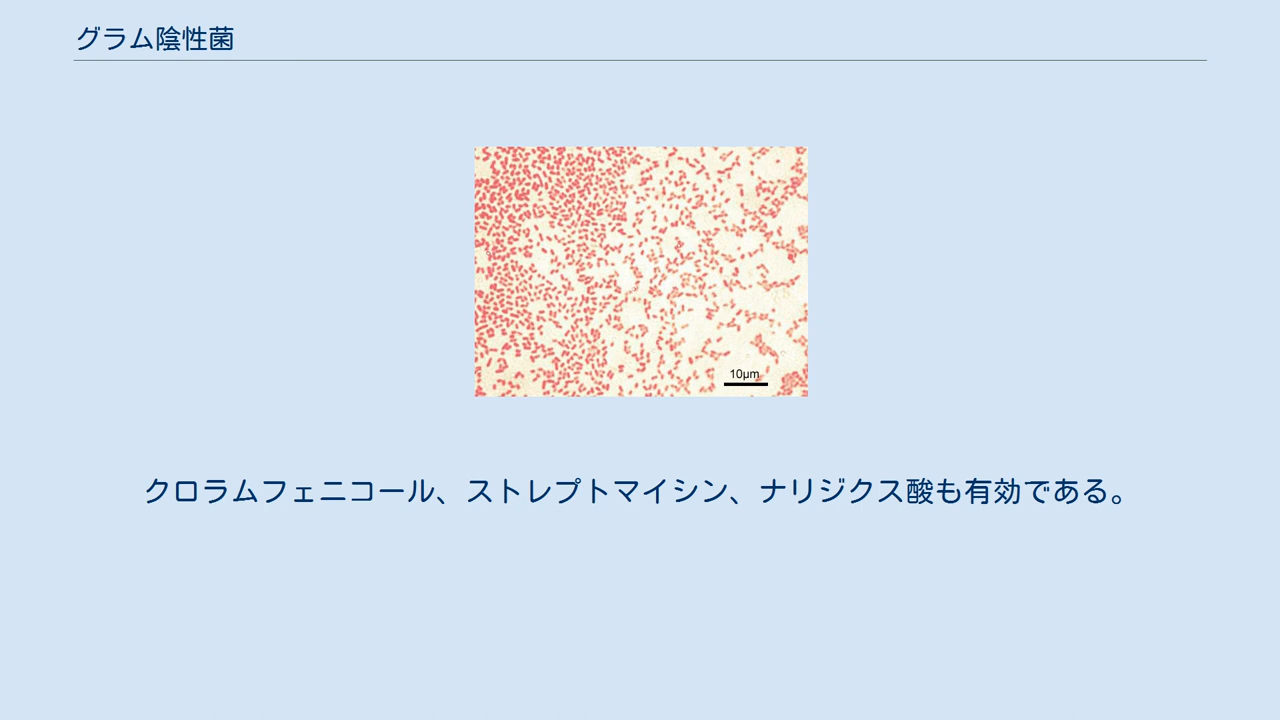 グラム陰性菌
10μm
クロラムフェニコール、ストレプトマイシン、ナリジクス酸も有効である。